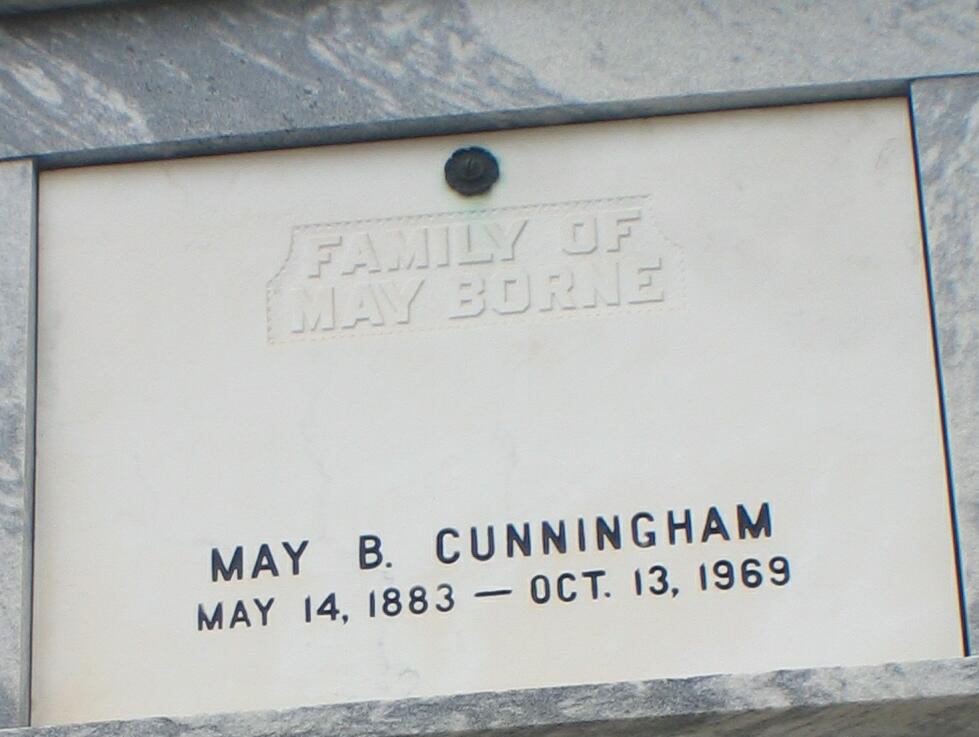 FAMILY OF
MAY BORNE
MAY B. CUNNINGHAM
MAY 14, 1883 — OCT. 13, 1969